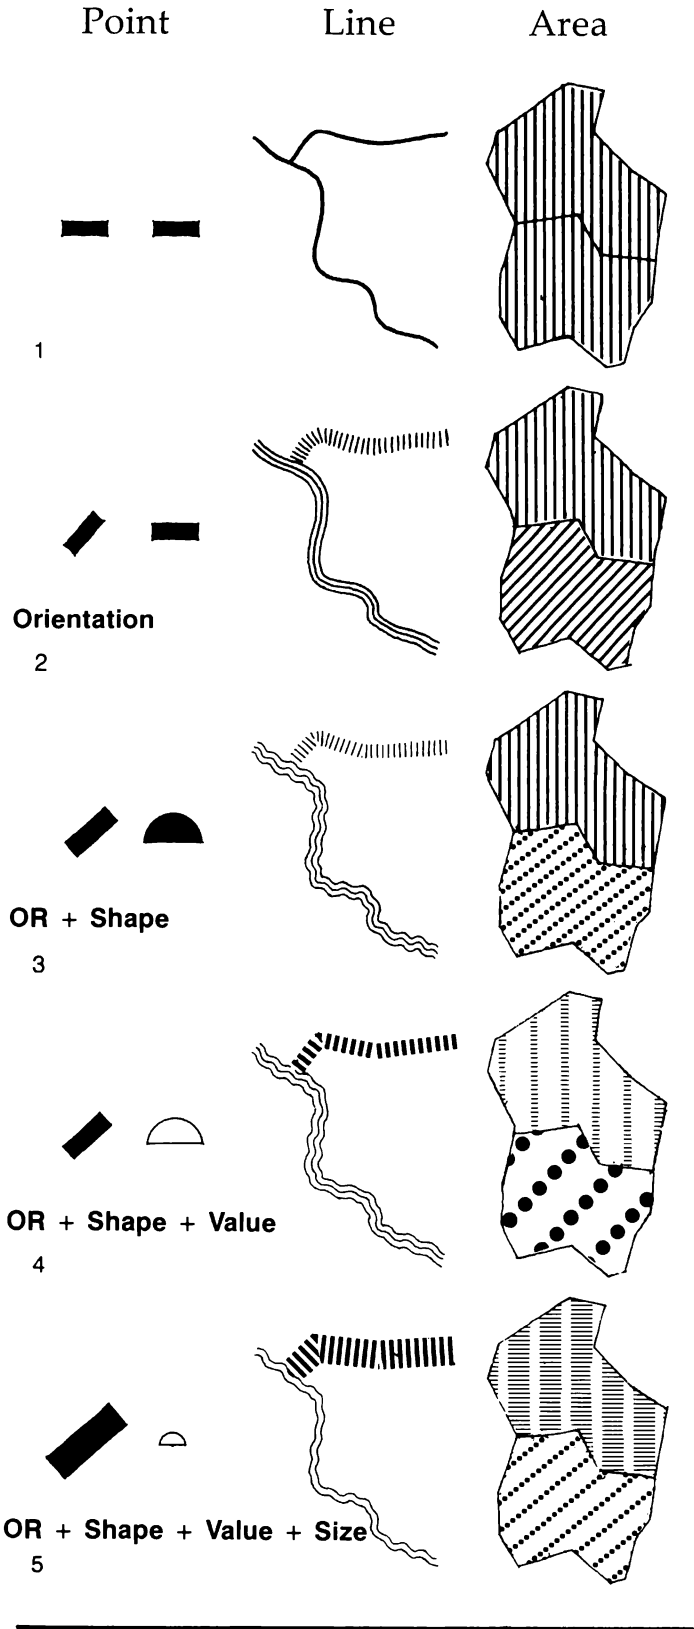 Point Line Area
1
Orientation
2
OR + Shape
3
OR + Shape + Value
4
OR + Shape + Value + Size
5